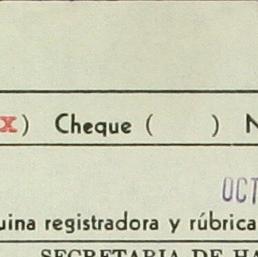 x) Cheque ( ) N
OCT
uina registradora y rúbrica
SECRETARIA DE HA